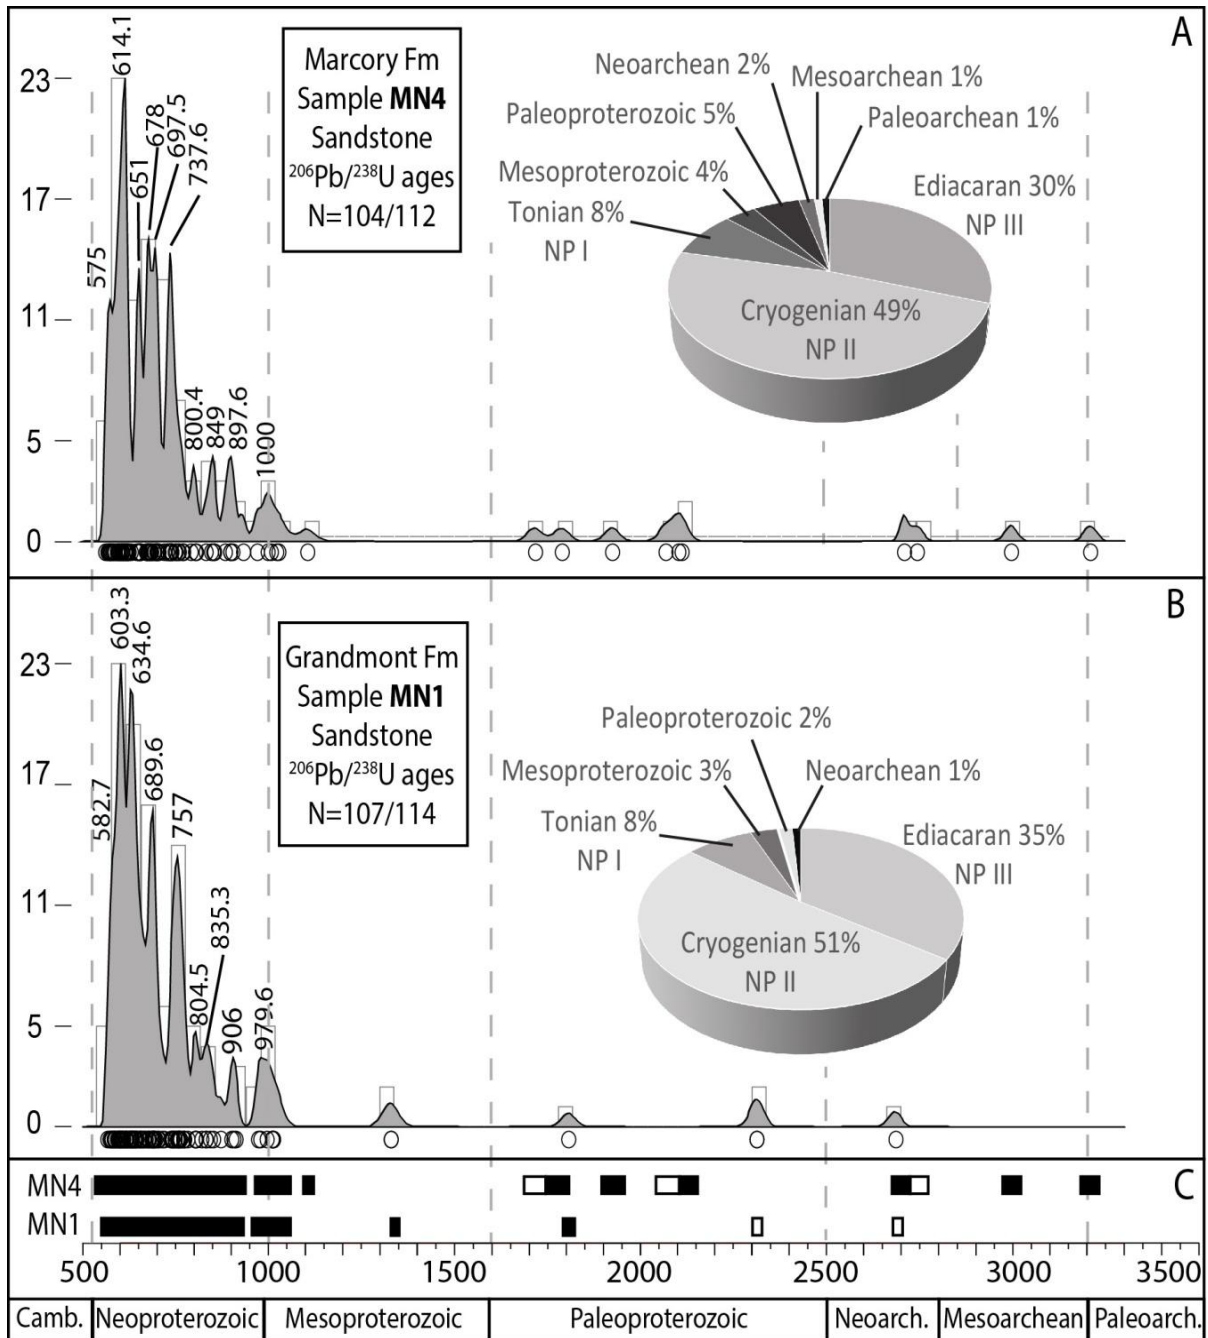 A
Marcory Fm
Sample MN4
Sandstone
206Pb/238U ages
N=104/112
23
17
11
5
0
575
614.1
651
678
697.5
737.6
800.4
849
897.6
1000
Neoarchean 2%
Mesoarchean 1%
Paleoproterozoic 5%
Paleoarchean 1%
Mesoproterozoic 4%
Tonian 8%
NP I
Ediacaran 30%
NP III
Cryogenian 49%
NP II
B
Grandmont Fm
Sample MN1
Sandstone
206Pb/238U ages
N=107/114
23
17
11
5
0
582.7
603.3
634.6
689.6
757
804.5
835.3
906
979.6
Paleoproterozoic 2%
Mesoproterozoic 3%
Neoarchean 1%
Tonian 8%
NP I
Ediacaran 35%
NP III
Cryogenian 51%
NP II
C
MN4
MN1
500 1000 1500 2000 2500 3000 3500
Camb. Neoproterozoic Mesoproterozoic Paleoproterozoic Neoarch. Mesoarchean Paleoarch.